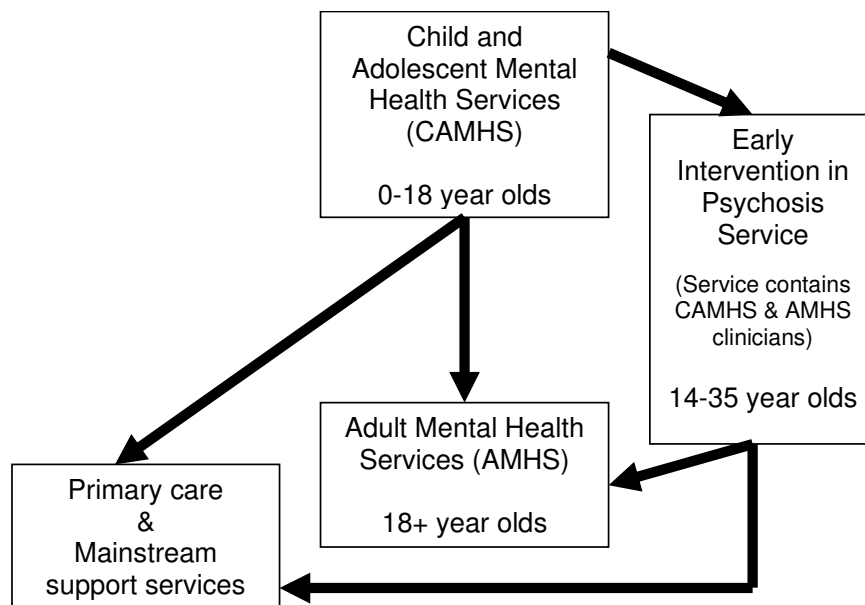 Child and
Adolescent Mental
Health Services
(CAMHS)
0-18 year olds
Early
Intervention in
Psychosis
Service
(Service contains
CAMHS & AMHS
clinicians)
14-35 year olds
Adult Mental Health
Services (AMHS)
18+ year olds
Primary care
&
Mainstream
support services